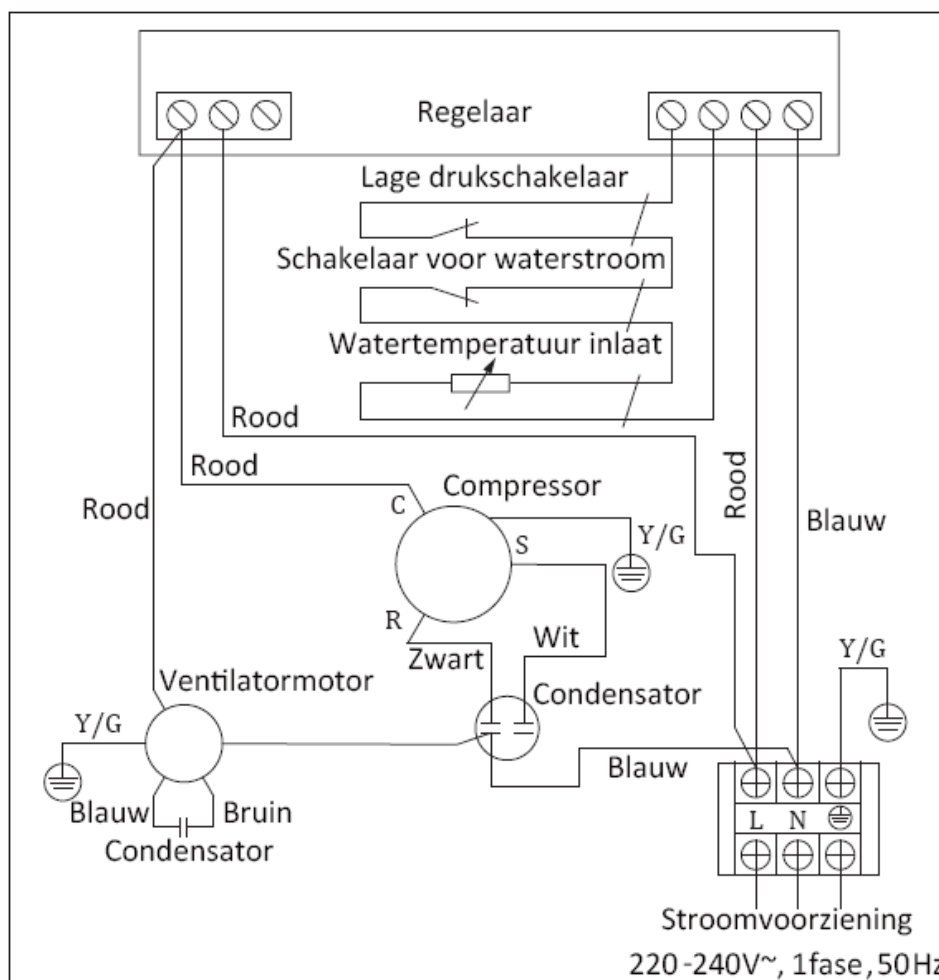 Regelaar
Lage drukschakelaar
Schakelaar voor waterstroom
Watertemperatuur inlaat
Rood
Rood
Rood
Rood
Blauw
Compressor
C
S
R
Y/G
Zwart
Wit
Condensator
Y/G
Ventilatormotor
Y/G
Blauw
Bruin
Condensator
Blauw
L N
Stroomvoorziening
220-240V~, 1fase, 50Hz